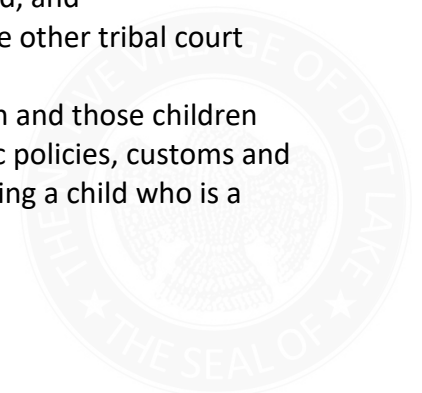 d, and
e other tribal court
n and those children
c policies, customs and
ing a child who is a
THE NATIVE VILLAGE OF DOT LAKE
THE SEAL OF